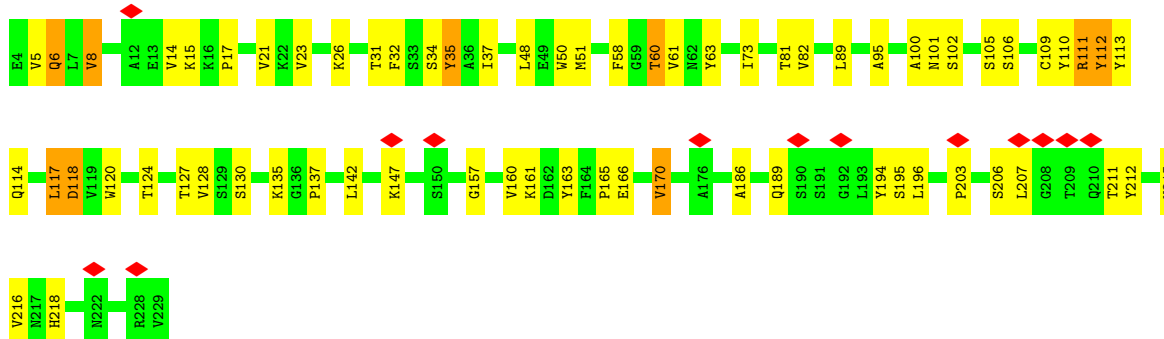 E4 V5 Q6 L7 V8 A12 E13 V14 K15 K16 P17 V21 K22 V23 K26 T31 F32 S33 S34 Y35 A36 I37 L48 E49 W50 M51 F58 G59 T60 V61 N62 Y63 I73 T81 V82 L89 A95 A100 N101 S102 S105 S106 C109 Y110 R111 Y112 Y113
Q114 L117 D118 V119 W120 T124 T127 V128 S129 S130 K135 G136 P137 L142 K147 S150 G157 V160 K161 D162 Y163 F164 P165 E166 V170 A176 A186 Q189 S190 S191 G192 L193 Y194 S195 L196 P203 S206 L207 G208 T209 Q210 T211 Y212
V216 N217 H218 N222 R228 V229